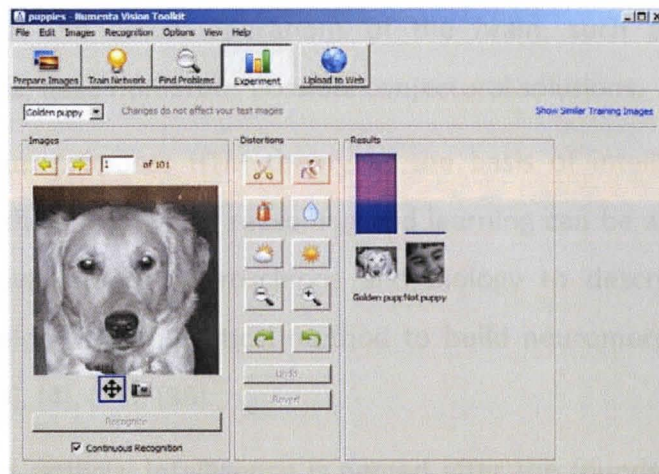 puppies - Numenta Vision Toolkit
File Edit Images Recognition Options View Help
Prepare Images Train Network Find Problems Experiment Upload to Web
Golden puppy Changes do not affect your test images Show Similar Training Images
Images Distortions Results
1 of 101
Golden pupp Not puppy
Undo
Revert
Recognize
Continuous Recognition